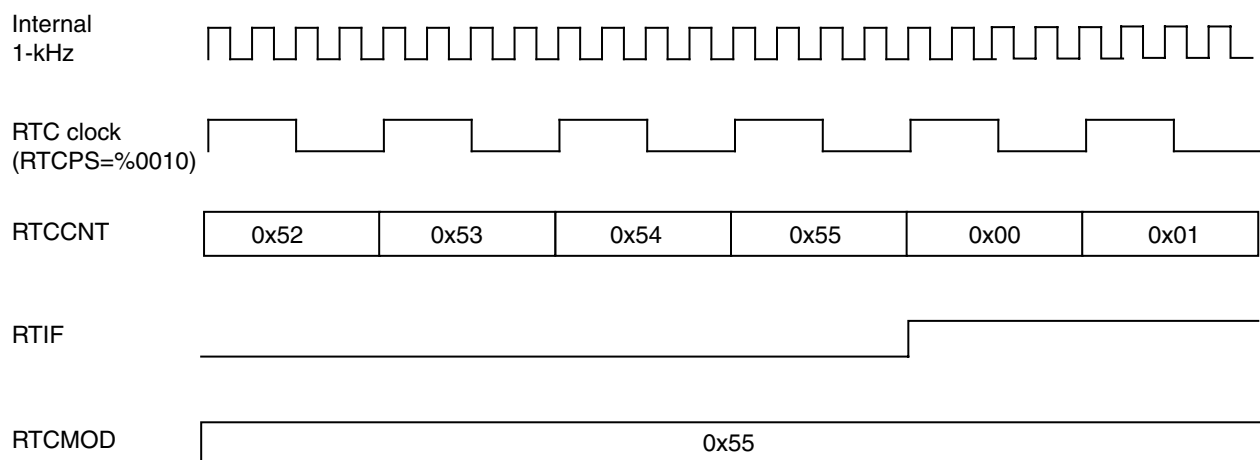 Internal
1-kHz
RTC clock
(RTCPS=%0010)
RTCCNT
0x52 0x53 0x54 0x55 0x00 0x01
RTIF
RTCMOD
0x55